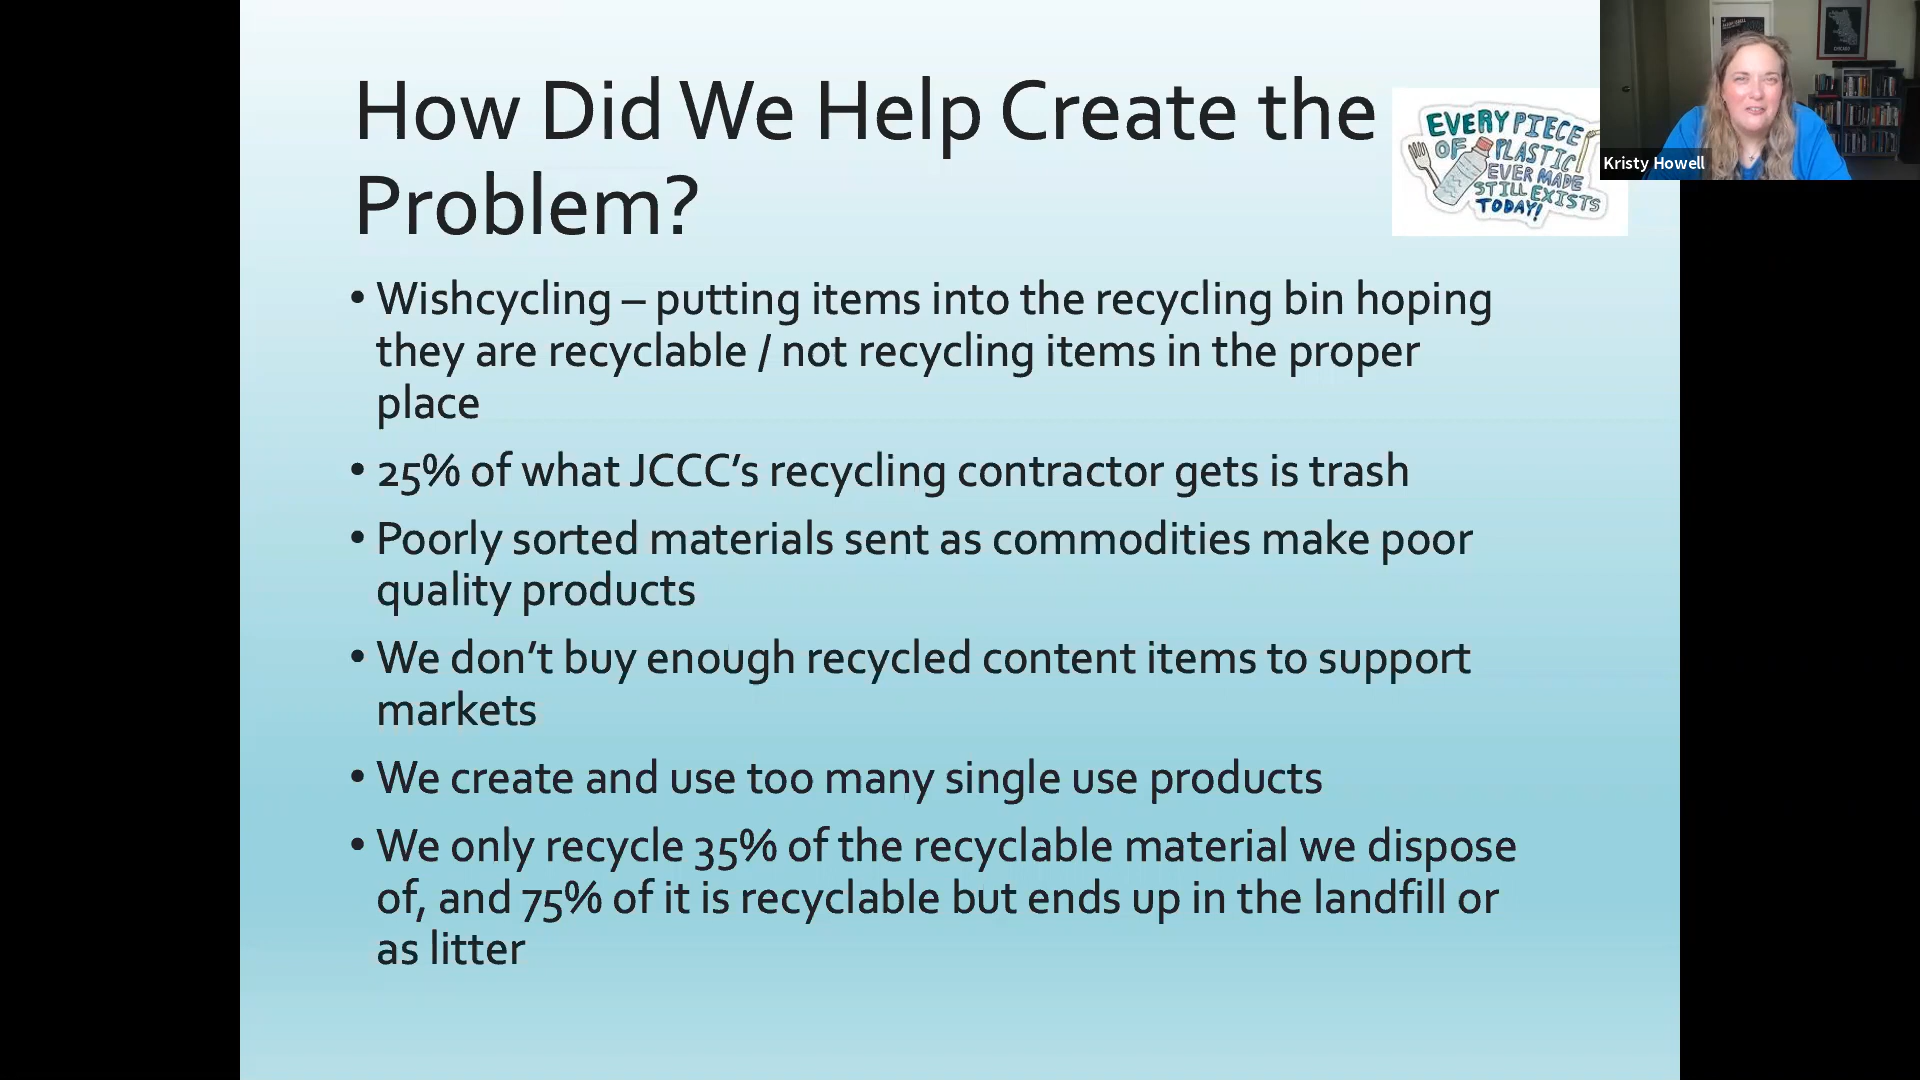 How Did We Help Create the
Problem?
EVERY PIECE
OF PLASTIC
EVER MADE
STILL EXISTS
TODAY!
Kristy Howell
CHICAGO
• Wishcycling – putting items into the recycling bin hoping
they are recyclable / not recycling items in the proper
place
• 25% of what JCCC’s recycling contractor gets is trash
• Poorly sorted materials sent as commodities make poor
quality products
• We don’t buy enough recycled content items to support
markets
• We create and use too many single use products
• We only recycle 35% of the recyclable material we dispose
of, and 75% of it is recyclable but ends up in the landfill or
as litter